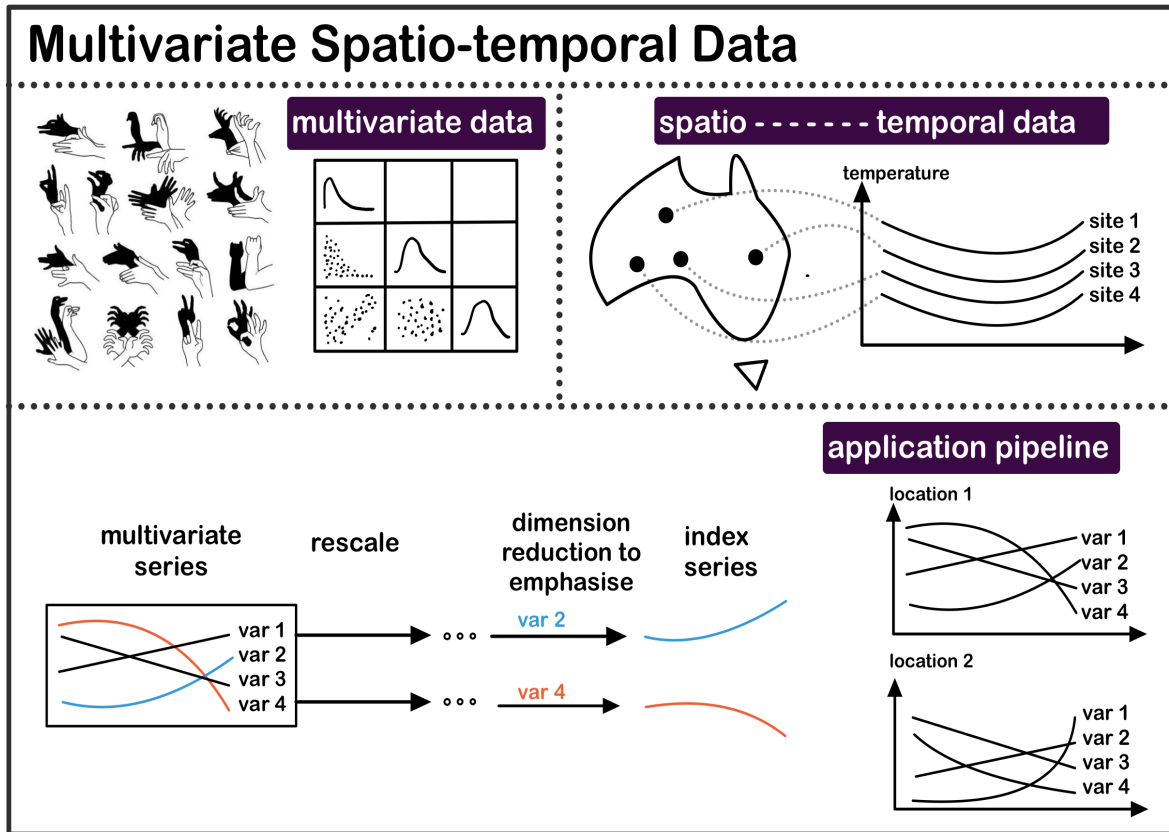 Multivariate Spatio-temporal Data
multivariate data
spatio - - - - - - - temporal data
temperature
site 1
site 2
site 3
site 4
application pipeline
multivariate
series
rescale
dimension
reduction to
emphasise
index
series
var 1
var 2
var 3
var 4
var 2
var 4
location 1
var 1
var 2
var 3
var 4
location 2
var 1
var 2
var 3
var 4